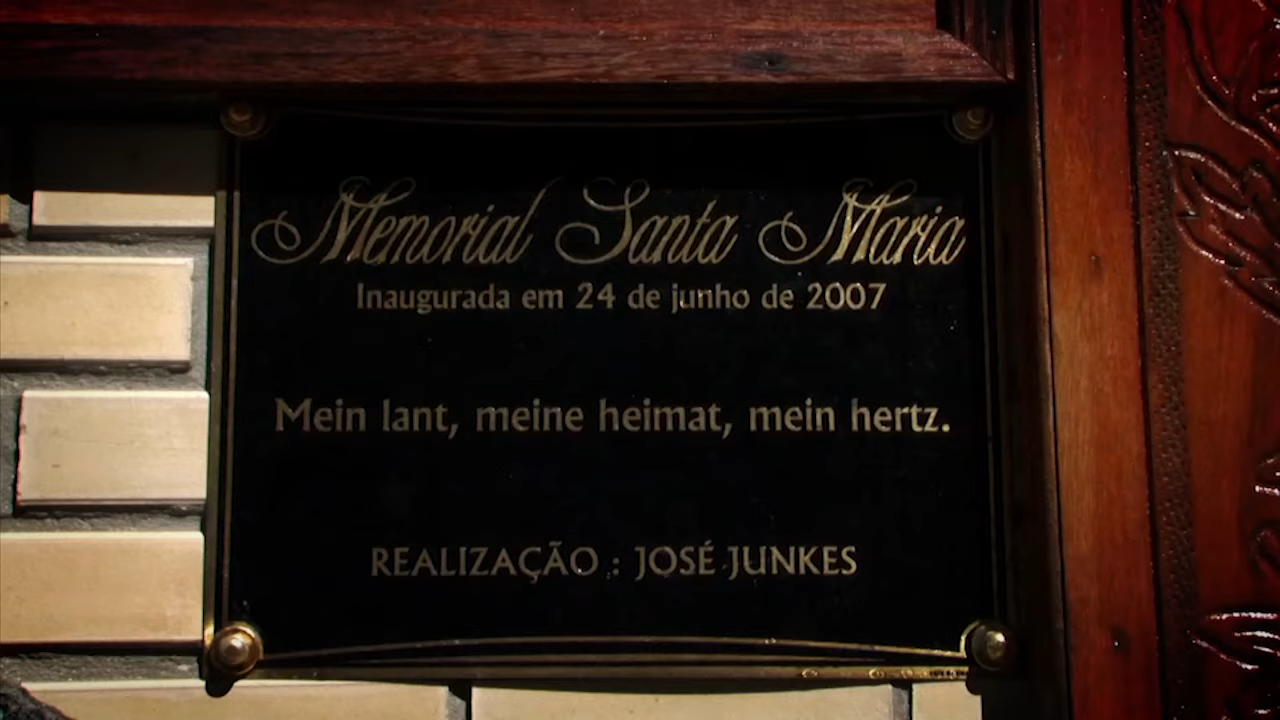 Memorial Santa Maria
Inaugurada em 24 de junho de 2007
Mein lant, meine heimat, mein hertz.
REALIZAÇÃO : JOSÉ JUNKES